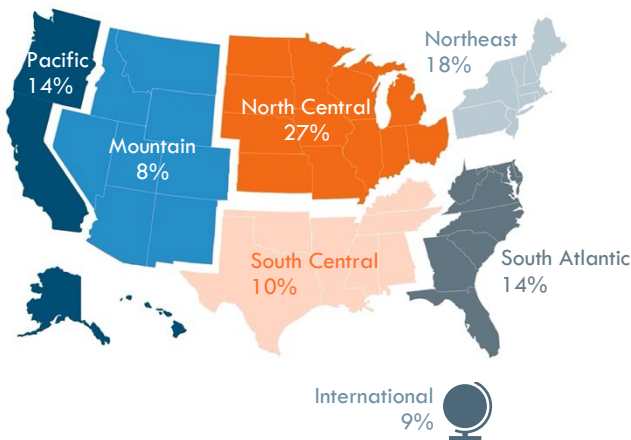 Pacific
14%
Mountain
8%
North Central
27%
Northeast
18%
South Central
10%
South Atlantic
14%
International
9%